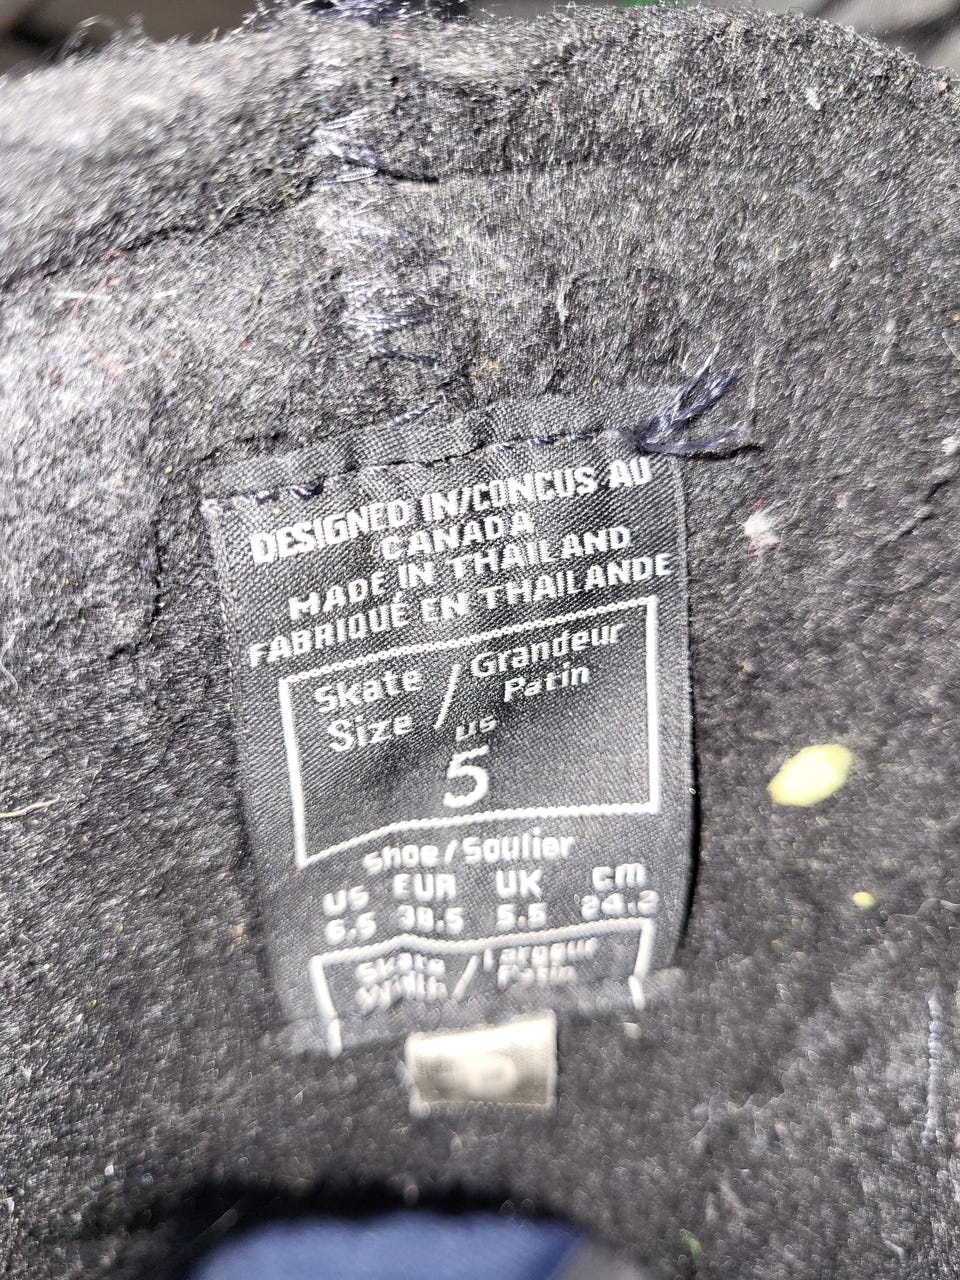 DESIGNED IN/CONCUS AU
CANADA
MADE IN THAILAND
FABRIQUÉ EN THAILANDE
Skate Size / Grandeur Patin
US
5
Shoe/Soulier
US EUR UK cm
6.5 38.5 5.5 24.2
Skate Width / Largeur Patin
D